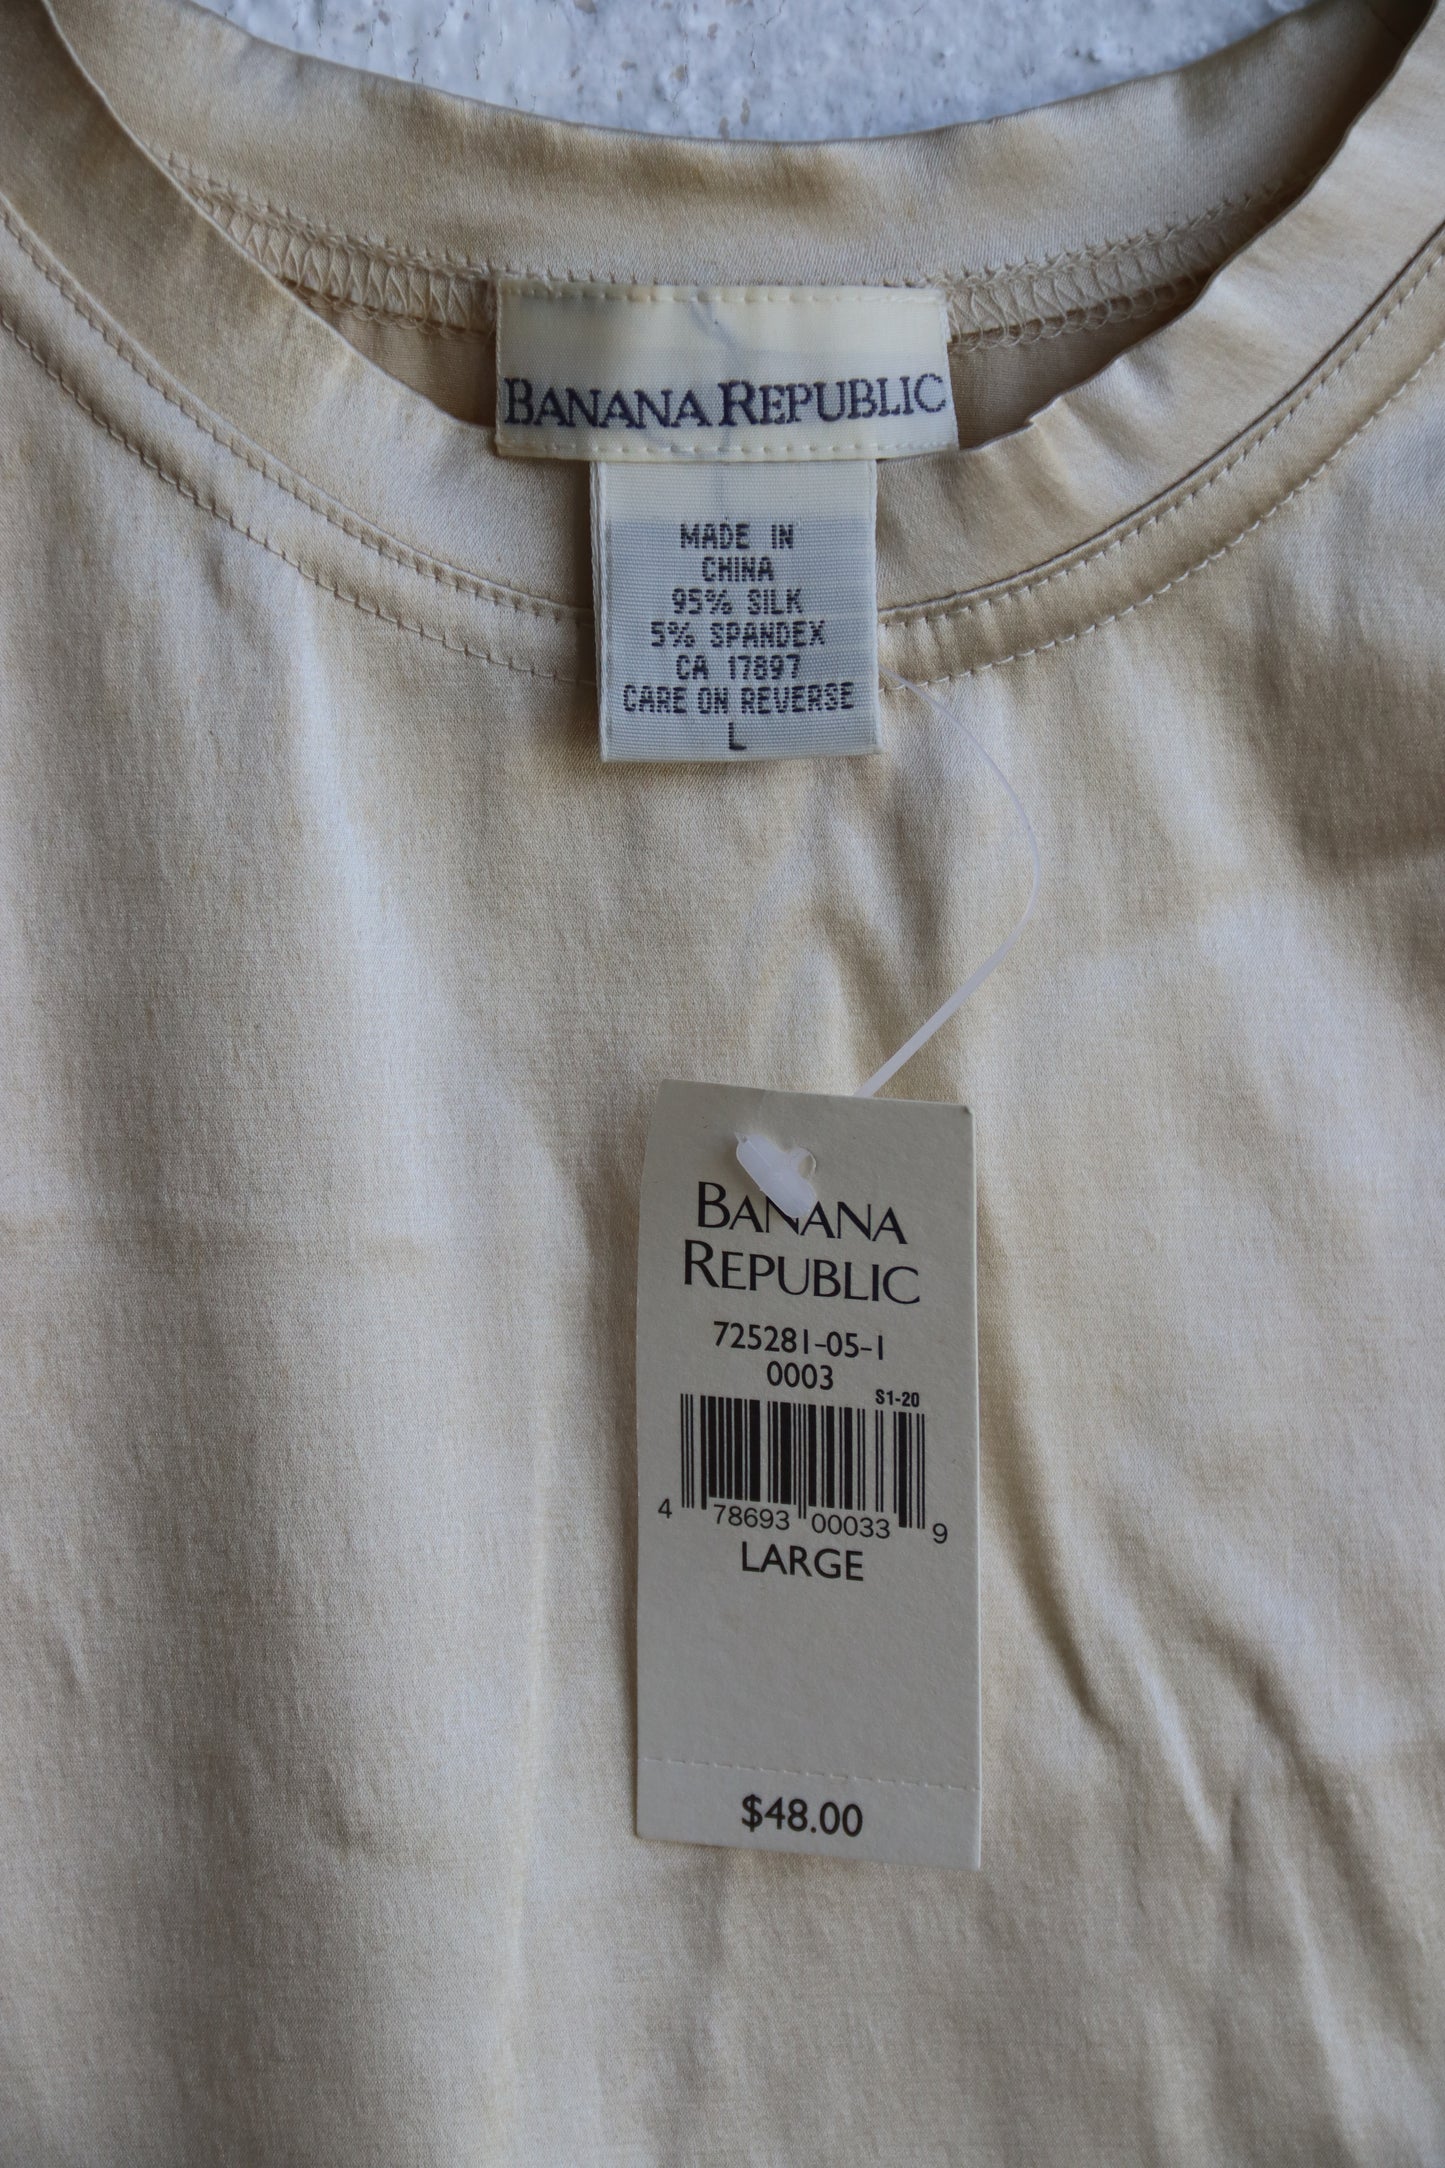 BANANA REPUBLIC
MADE IN
CHINA
95% SILK
5% SPANDEX
CA 17897
CARE ON REVERSE
L
BANANA
REPUBLIC
725281-05-1
0003
S1-20
4 78693 00033 9
LARGE
$48.00